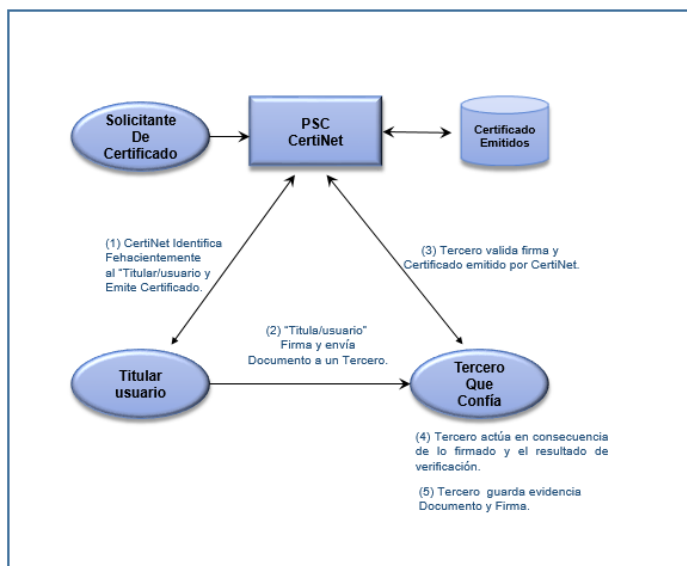 Solicitante
De
Certificado
PSC
CertiNet
Certificado
Emitidos
(1) CertiNet Identifica
Fehacientemente
al “Titular/usuario y
Emite Certificado.
(3) Tercero valida firma y
Certificado emitido por CertiNet.
(2) “Titula/usuario”
Firma y envía
Documento a un Tercero.
Titular
usuario
Tercero
Que
Confía
(4) Tercero actúa en consecuencia
de lo firmado y el resultado de
verificación.
(5) Tercero guarda evidencia
Documento y Firma.